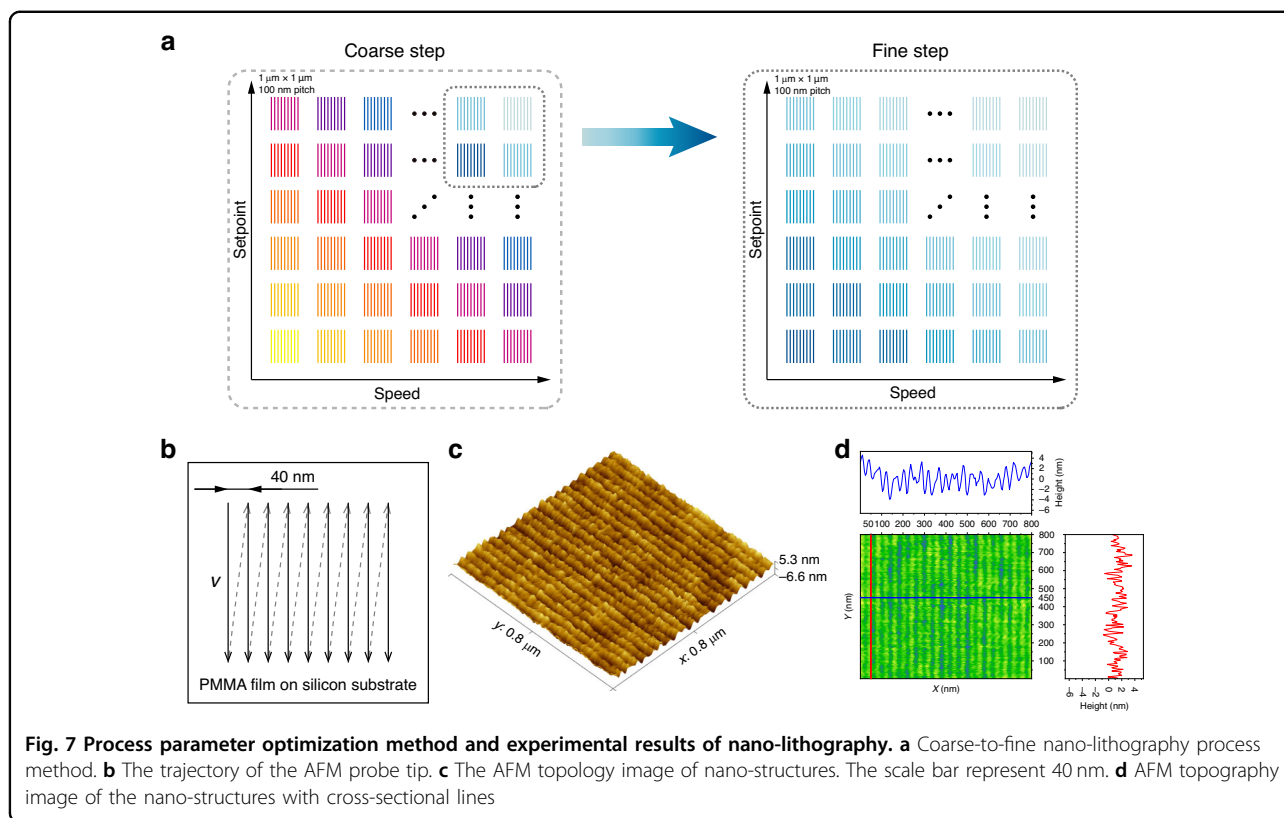 a
Coarse step
Fine step
1 μm × 1 μm
100 nm pitch
Setpoint
Speed
1 μm × 1 μm
100 nm pitch
Setpoint
Speed
b
40 nm
V
PMMA film on silicon substrate
c
5.3 nm
–6.6 nm
y: 0.8 μm
x: 0.8 μm
d
4
2
0
−2
−4
−6
Height (nm)
50 100 200 300 400 500 600 700 800
800
700
600
500
450
400
300
200
100
Y (nm)
X (nm)
−6 −4 −2 0 2 4
Height (nm)
Fig. 7 Process parameter optimization method and experimental results of nano-lithography. a Coarse-to-fine nano-lithography process
method. b The trajectory of the AFM probe tip. c The AFM topology image of nano-structures. The scale bar represent 40 nm. d AFM topography
image of the nano-structures with cross-sectional lines